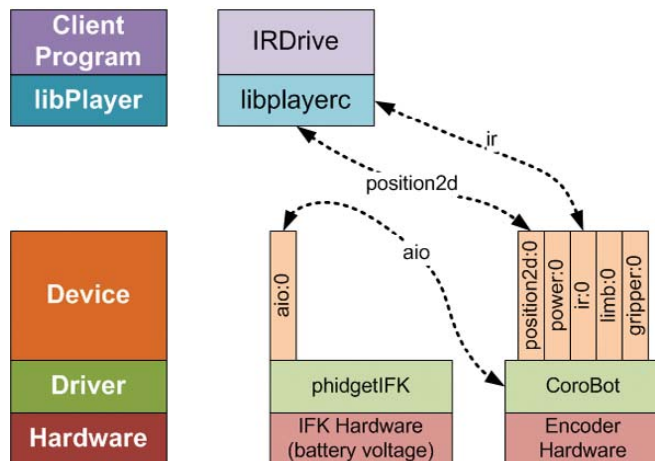 Client
Program
IRDrive
libPlayer
libplayerc
ir
position2d
aio
Device
aio:0
position2d:0
power:0
ir:0
limb:0
gripper:0
Driver
phidgetIFK
CoroBot
Hardware
IFK Hardware
(battery voltage)
Encoder
Hardware